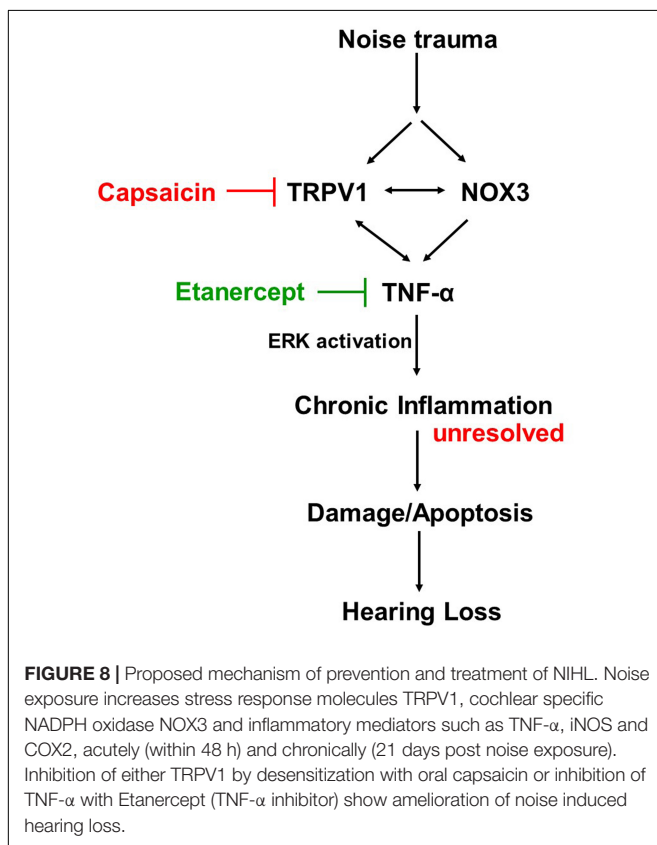 Noise trauma
Capsaicin TRPV1 NOX3
Etanercept TNF-α
ERK activation
Chronic Inflammation
unresolved
Damage/Apoptosis
Hearing Loss
FIGURE 8 | Proposed mechanism of prevention and treatment of NIHL. Noise
exposure increases stress response molecules TRPV1, cochlear specific
NADPH oxidase NOX3 and inflammatory mediators such as TNF-α, iNOS and
COX2, acutely (within 48 h) and chronically (21 days post noise exposure).
Inhibition of either TRPV1 by desensitization with oral capsaicin or inhibition of
TNF-α with Etanercept (TNF-α inhibitor) show amelioration of noise induced
hearing loss.